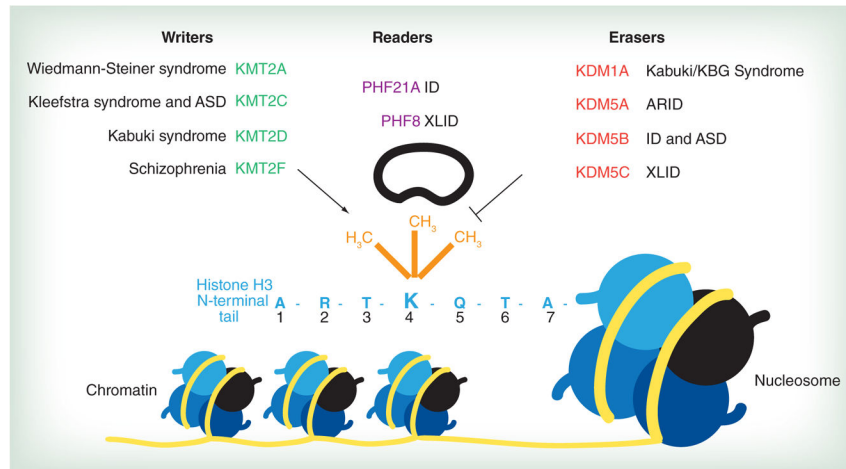 Writers Readers Erasers
Wiedmann-Steiner syndrome KMT2A
Kleefstra syndrome and ASD KMT2C
Kabuki syndrome KMT2D
Schizophrenia KMT2F
PHF21A ID
PHF8 XLID
KDM1A Kabuki/KBG Syndrome
KDM5A ARID
KDM5B ID and ASD
KDM5C XLID
H3C CH3 CH3
Histone H3
N-terminal
tail
A - R - T - K - Q - T - A -
1 2 3 4 5 6 7
Chromatin
Nucleosome